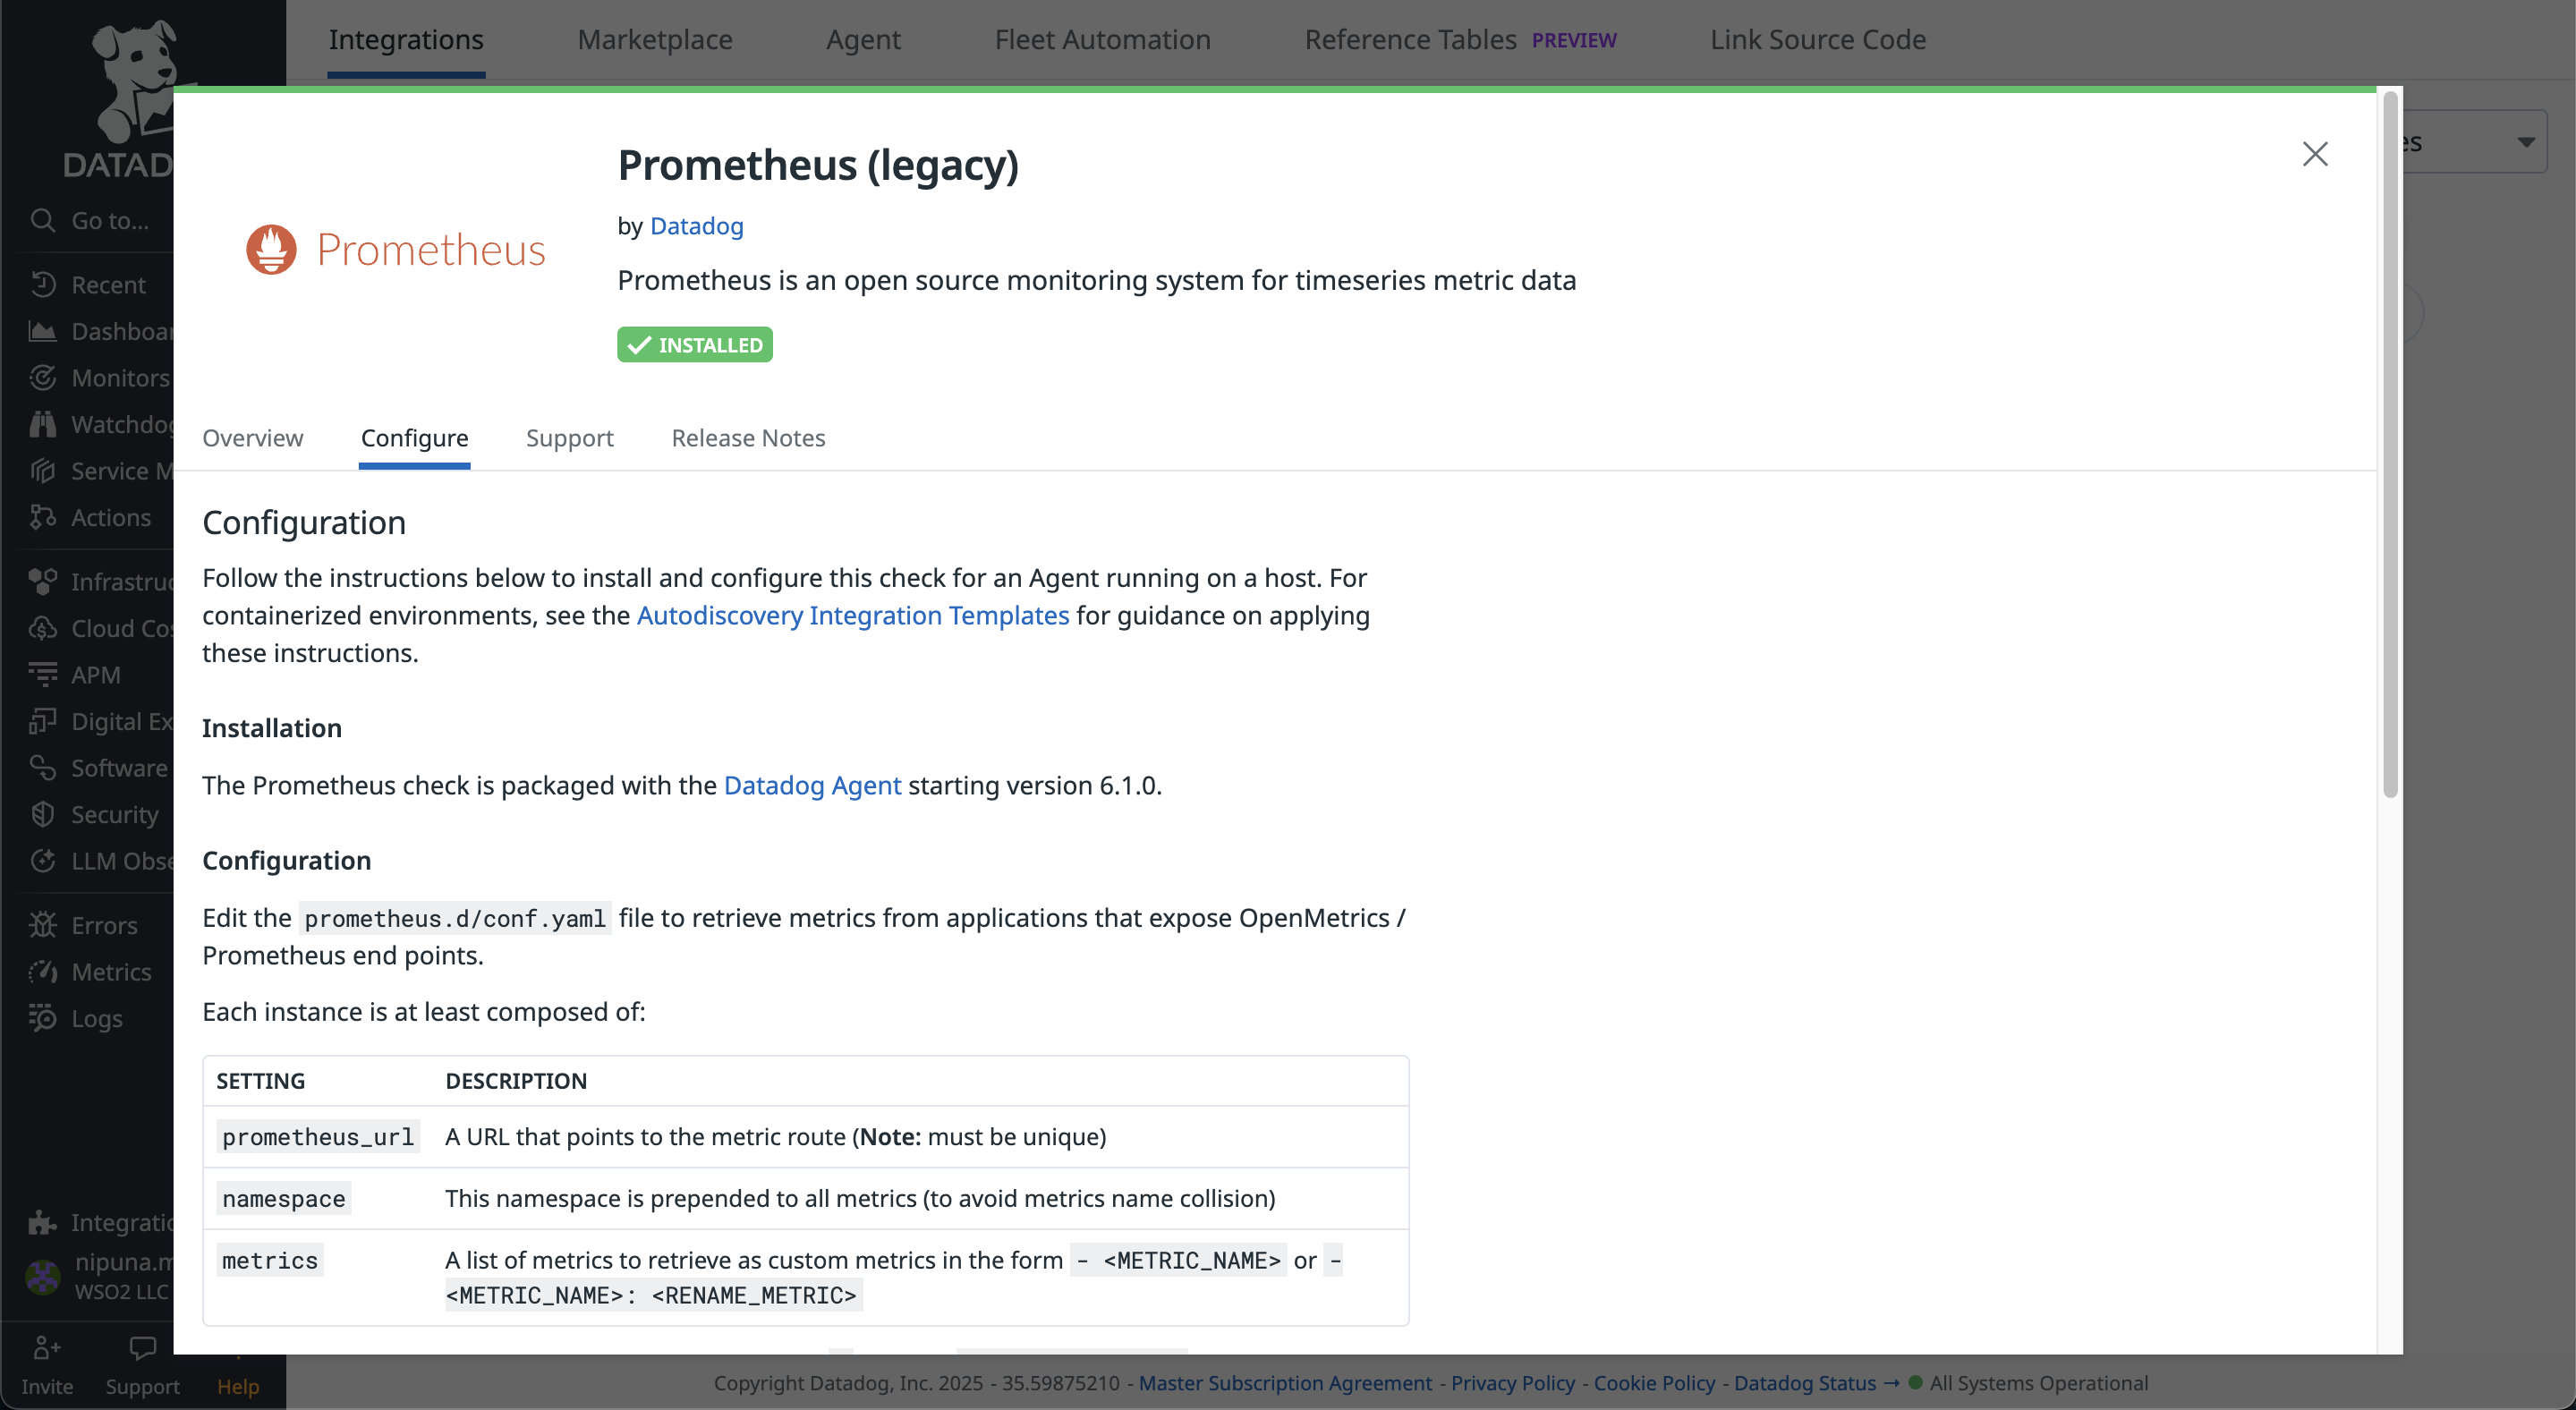 Integrations
Marketplace
Agent
Fleet Automation
Reference Tables PREVIEW
Link Source Code
DATAD
Go to...
Recent
Dashboar
Monitors
Watchdog
Service M
Actions
Infrastruc
Cloud Cos
APM
Digital Ex
Software
Security
LLM Obse
Errors
Metrics
Logs
Integratio
nipuna.m
WSO2 LLC
Invite
Support
Help
es
Prometheus
Prometheus (legacy)
by Datadog
Prometheus is an open source monitoring system for timeseries metric data
INSTALLED
Overview
Configure
Support
Release Notes
Configuration
Follow the instructions below to install and configure this check for an Agent running on a host. For
containerized environments, see the Autodiscovery Integration Templates for guidance on applying
these instructions.
Installation
The Prometheus check is packaged with the Datadog Agent starting version 6.1.0.
Configuration
Edit the prometheus.d/conf.yaml file to retrieve metrics from applications that expose OpenMetrics /
Prometheus end points.
Each instance is at least composed of:
SETTING DESCRIPTION
prometheus_url A URL that points to the metric route (Note: must be unique)
namespace This namespace is prepended to all metrics (to avoid metrics name collision)
metrics A list of metrics to retrieve as custom metrics in the form - <METRIC_NAME> or -
<METRIC_NAME>: <RENAME_METRIC>
Copyright Datadog, Inc. 2025 - 35.59875210 - Master Subscription Agreement - Privacy Policy - Cookie Policy - Datadog Status → All Systems Operational